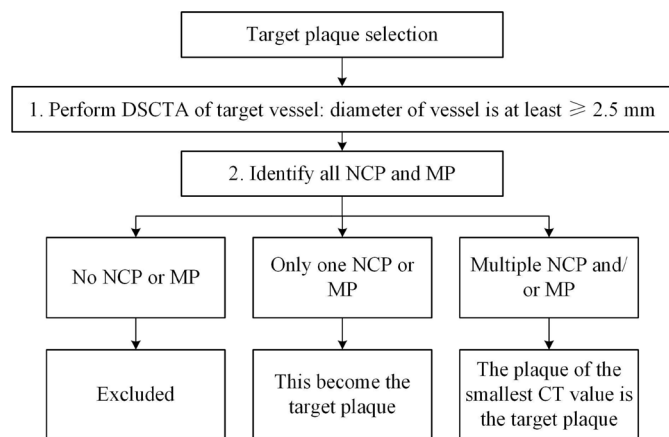 Target plaque selection
1. Perform DSCTA of target vessel: diameter of vessel is at least ≥ 2.5 mm
2. Identify all NCP and MP
No NCP or MP
Only one NCP or
MP
Multiple NCP and/
or MP
Excluded
This become the
target plaque
The plaque of the
smallest CT value is
the target plaque